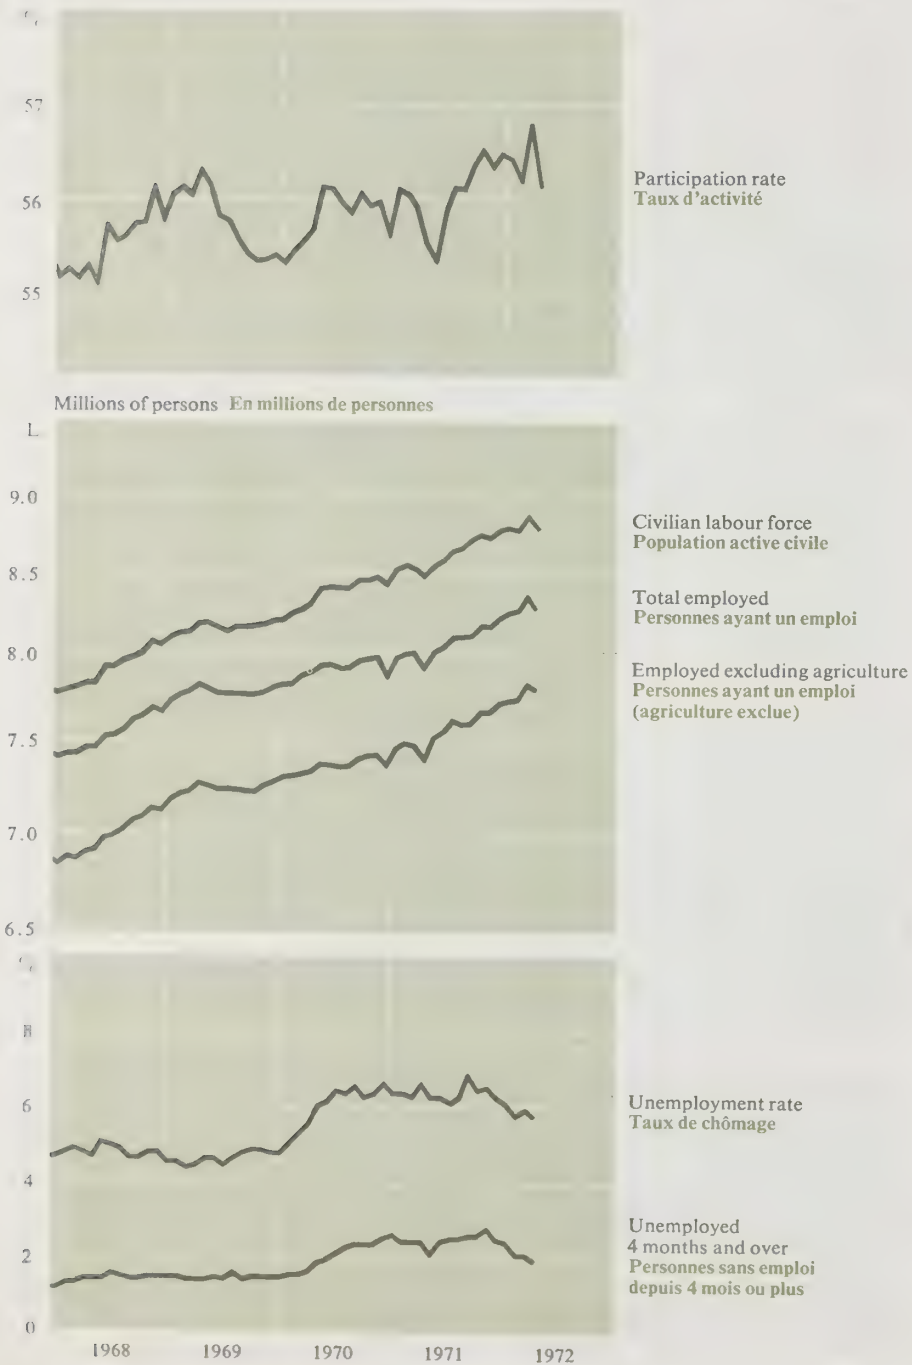 57
56
55
Participation rate
Taux d'activité
Millions of persons En millions de personnes
L
9.0
8.5
8.0
7.5
7.0
6.5
Civilian labour force
Population active civile
Total employed
Personnes ayant un emploi
Employed excluding agriculture
Personnes ayant un emploi
(agriculture exclue)
8
6
4
2
0
Unemployment rate
Taux de chômage
Unemployed
4 months and over
Personnes sans emploi
depuis 4 mois ou plus
1968 1969 1970 1971 1972